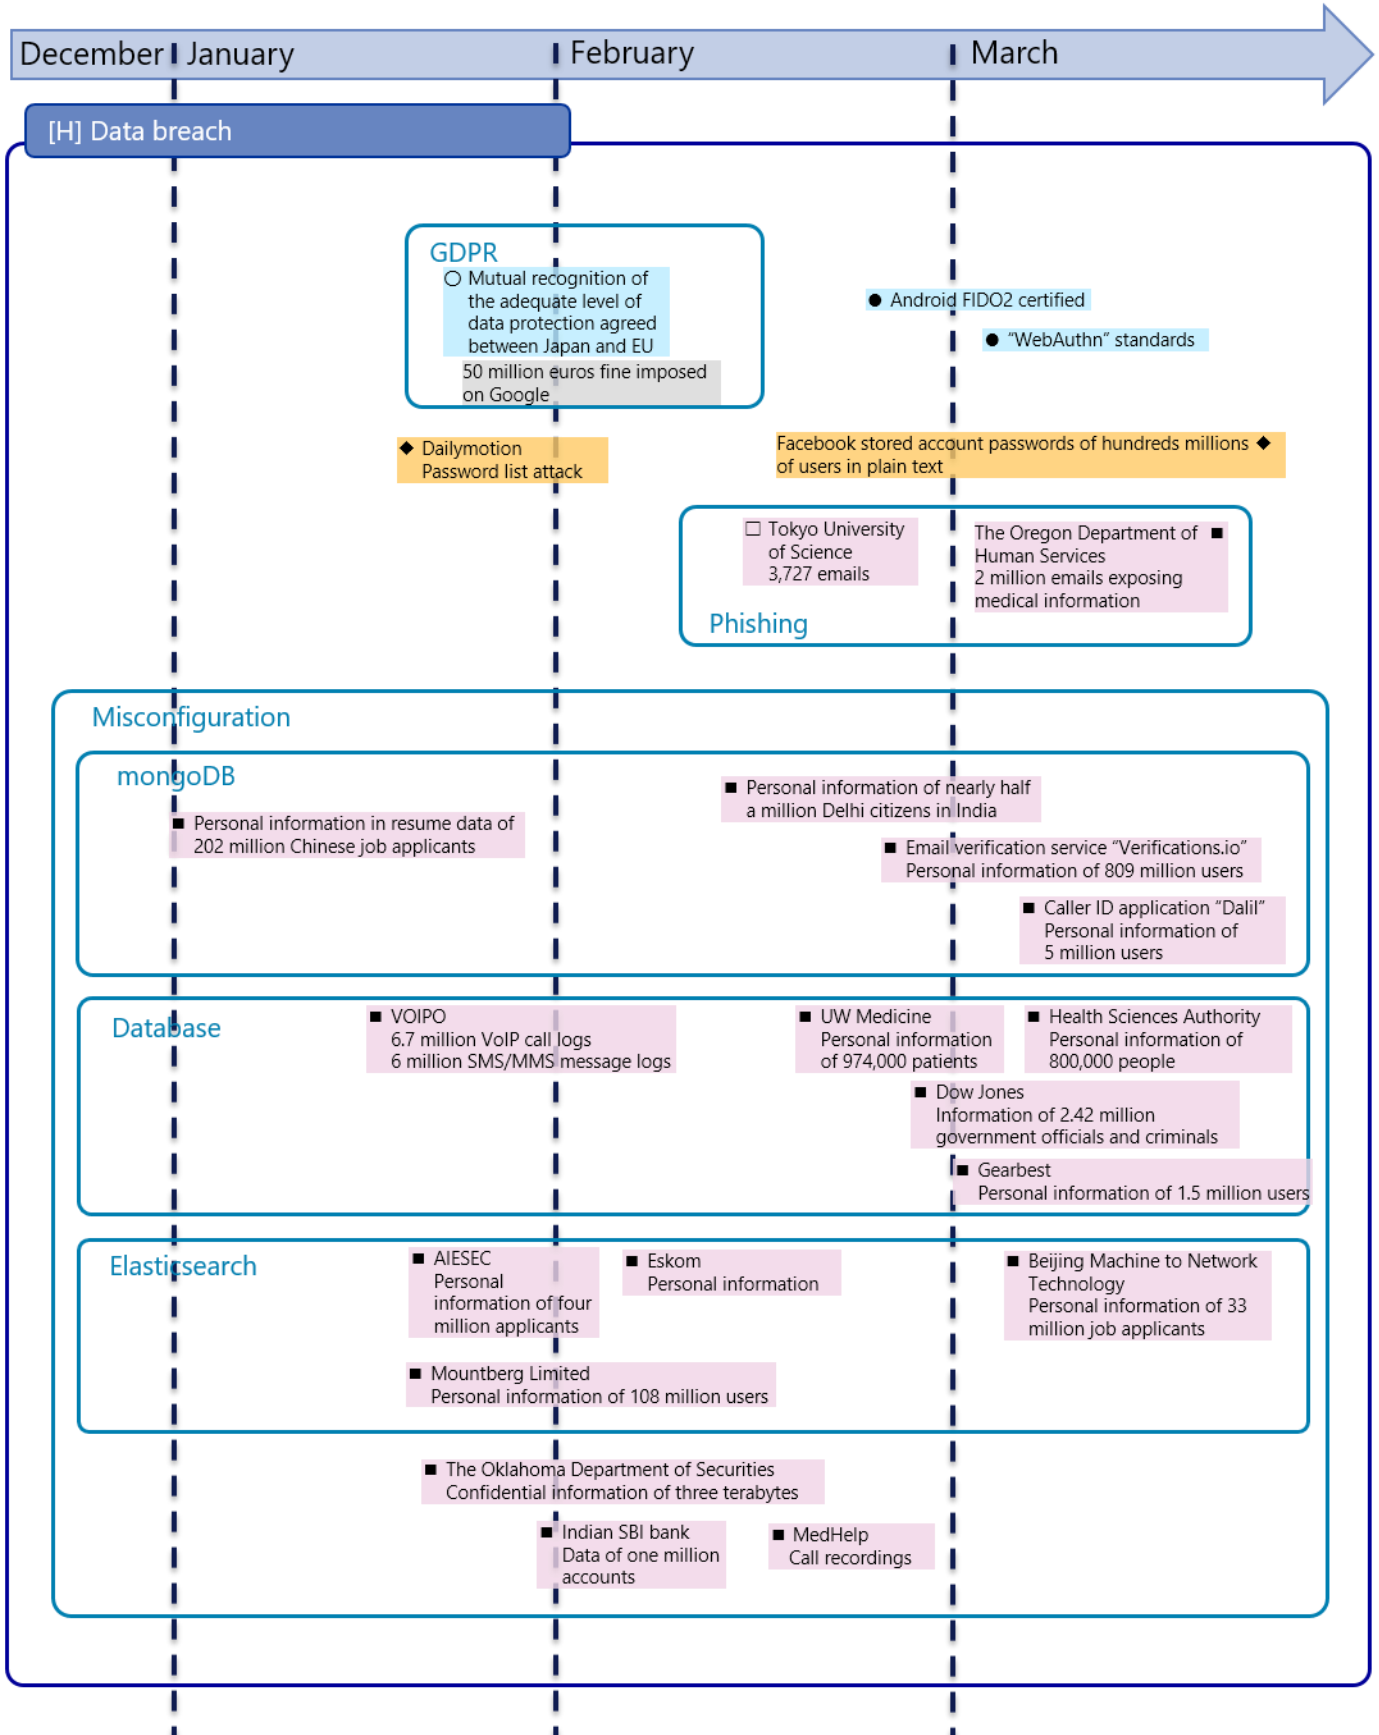 December
January
February
March
[H] Data breach
GDPR
○ Mutual recognition of
the adequate level of
data protection agreed
between Japan and EU
50 million euros fine imposed
on Google
● Android FIDO2 certified
● “WebAuthn” standards
◆ Dailymotion
Password list attack
Facebook stored account passwords of hundreds millions ◆
of users in plain text
□ Tokyo University
of Science
3,727 emails
The Oregon Department of ■
Human Services
2 million emails exposing
medical information
Phishing
Misconfiguration
mongoDB
■ Personal information in resume data of
202 million Chinese job applicants
■ Personal information of nearly half
a million Delhi citizens in India
■ Email verification service “Verifications.io”
Personal information of 809 million users
■ Caller ID application “Dalil”
Personal information of
5 million users
Database
■ VOIPO
6.7 million VoIP call logs
6 million SMS/MMS message logs
■ UW Medicine
Personal information
of 974,000 patients
■ Health Sciences Authority
Personal information of
800,000 people
■ Dow Jones
Information of 2.42 million
government officials and criminals
■ Gearbest
Personal information of 1.5 million users
Elasticsearch
■ AIESEC
Personal
information of four
million applicants
■ Eskom
Personal information
■ Beijing Machine to Network
Technology
Personal information of 33
million job applicants
■ Mountberg Limited
Personal information of 108 million users
■ The Oklahoma Department of Securities
Confidential information of three terabytes
■ Indian SBI bank
Data of one million
accounts
■ MedHelp
Call recordings